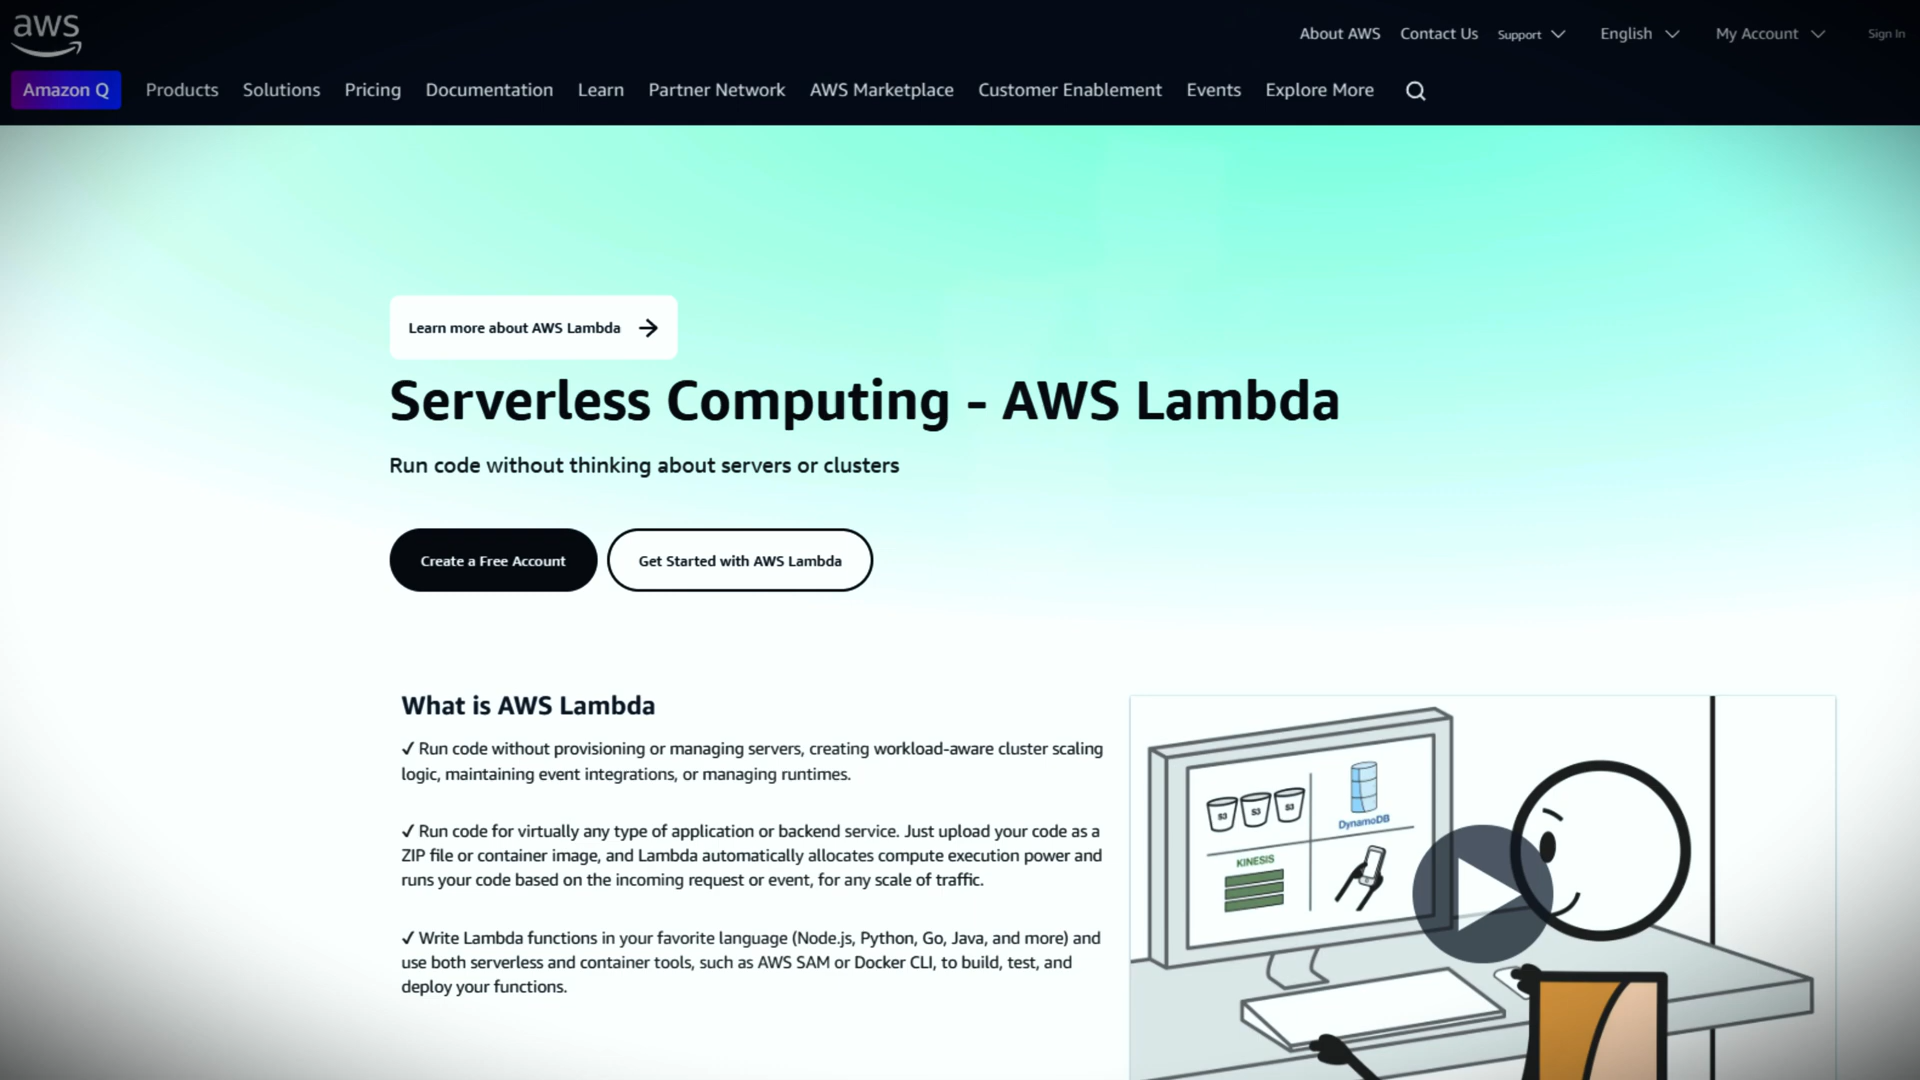 aws
About AWS Contact Us Support English My Account Sign In
Amazon Q Products Solutions Pricing Documentation Learn Partner Network AWS Marketplace Customer Enablement Events Explore More
Learn more about AWS Lambda
Serverless Computing - AWS Lambda
Run code without thinking about servers or clusters
Create a Free Account Get Started with AWS Lambda
What is AWS Lambda
✓ Run code without provisioning or managing servers, creating workload-aware cluster scaling
logic, maintaining event integrations, or managing runtimes.
✓ Run code for virtually any type of application or backend service. Just upload your code as a
ZIP file or container image, and Lambda automatically allocates compute execution power and
runs your code based on the incoming request or event, for any scale of traffic.
✓ Write Lambda functions in your favorite language (Node.js, Python, Go, Java, and more) and
use both serverless and container tools, such as AWS SAM or Docker CLI, to build, test, and
deploy your functions.
S3 S3 S3
DynamoDB
KINESIS